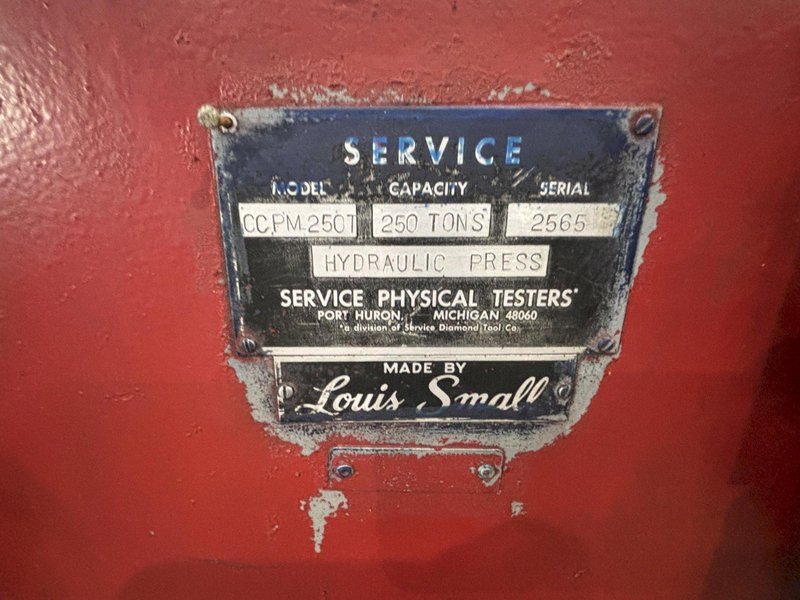 SERVICE
MODEL CAPACITY SERIAL
CCPM-250T 250 TONS 2565
HYDRAULIC PRESS
SERVICE PHYSICAL TESTERS*
PORT HURON, MICHIGAN 48060
*a division of Service Diamond Tool Co.
MADE BY
Louis Small